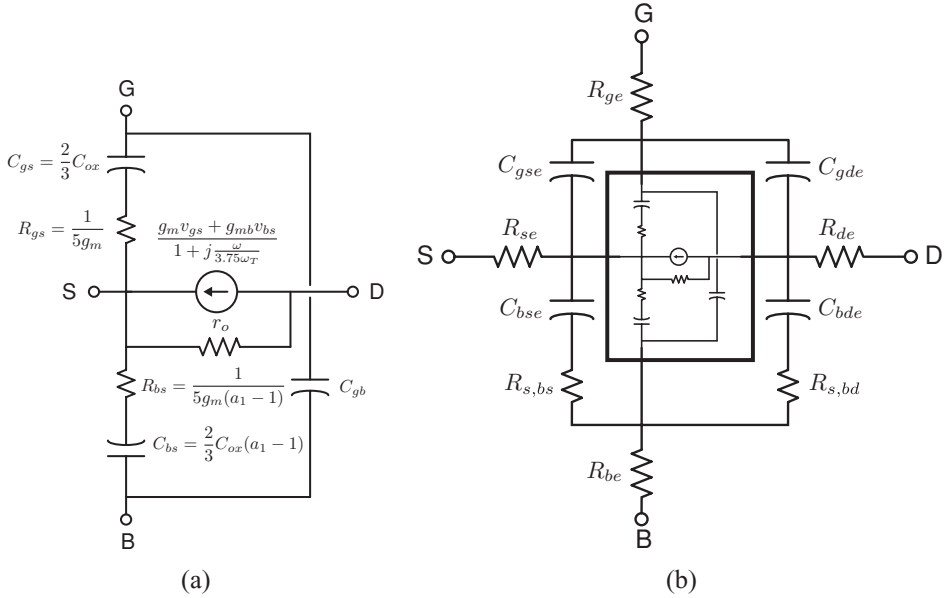 G
C_{gs} = \frac{2}{3}C_{ox}
R_{gs} = \frac{1}{5g_m}
\frac{g_m v_{gs} + g_{mb} v_{bs}}{1 + j\frac{\omega}{3.75\omega_T}}
S
D
r_o
R_{bs} = \frac{1}{5g_m(a_1 - 1)}
C_{gb}
C_{bs} = \frac{2}{3}C_{ox}(a_1 - 1)
B
(a)
G
R_{ge}
C_{gse}
C_{gde}
R_{se}
R_{de}
S
D
C_{bse}
C_{bde}
R_{s,bs}
R_{s,bd}
R_{be}
B
(b)